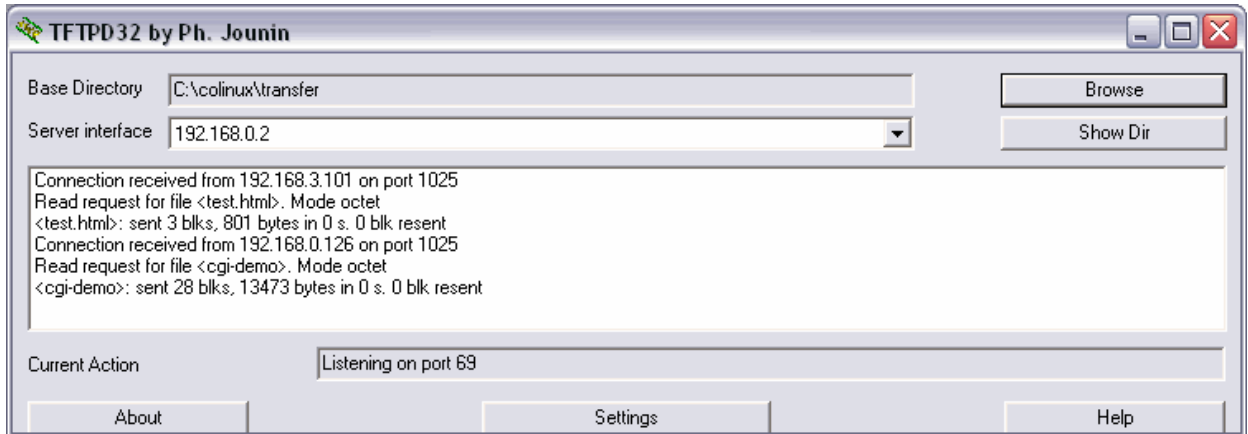 TFTPD32 by Ph. Jounin
Base Directory C:\colinux\transfer Browse
Server interface 192.168.0.2 Show Dir
Connection received from 192.168.3.101 on port 1025
Read request for file <test.html>. Mode octet
<test.html>: sent 3 blks, 801 bytes in 0 s. 0 blk resent
Connection received from 192.168.0.126 on port 1025
Read request for file <cgi-demo>. Mode octet
<cgi-demo>: sent 28 blks, 13473 bytes in 0 s. 0 blk resent
Current Action Listening on port 69
About Settings Help